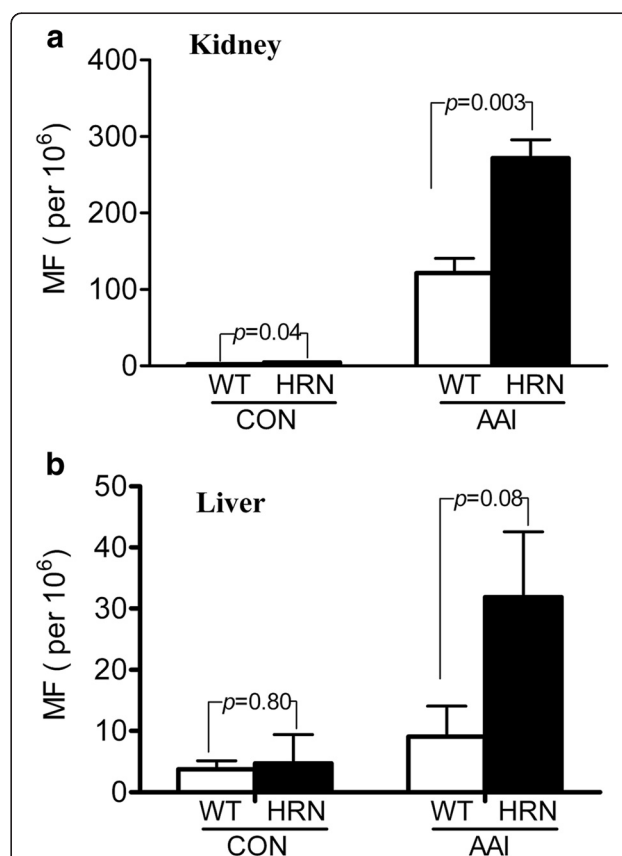 a Kidney
400
300
200
100
0
MF ( per 10⁶)
p=0.003
p=0.04
WT HRN WT HRN
CON AAI
b Liver
50
40
30
20
10
0
MF ( per 10⁶)
p=0.08
p=0.80
WT HRN WT HRN
CON AAI